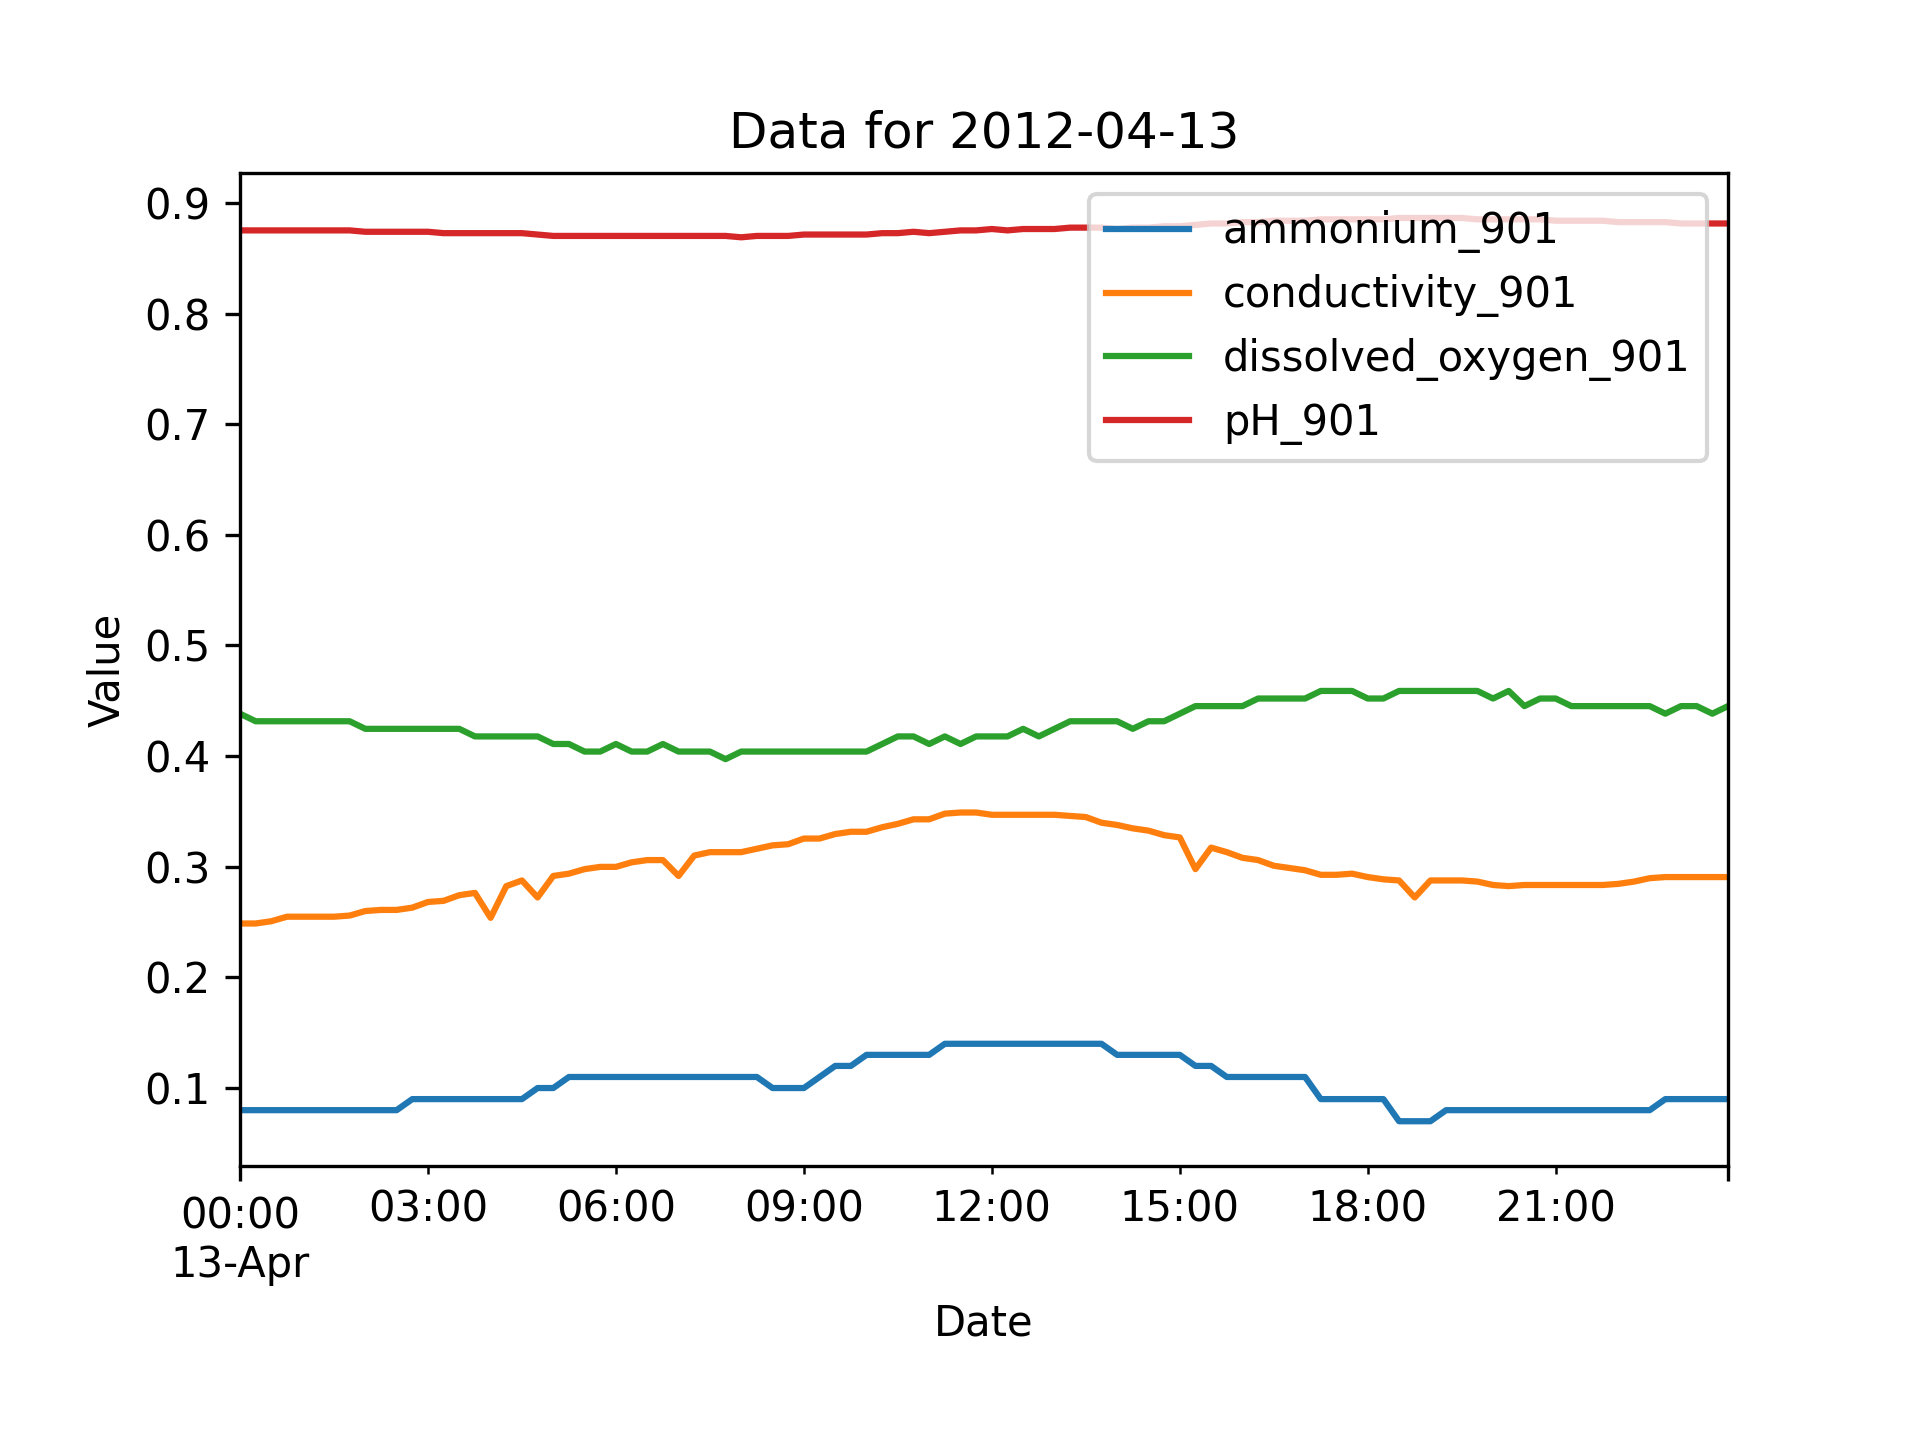 Data for 2012-04-13
0.9
0.8
0.7
0.6
0.5
0.4
0.3
0.2
0.1
Value
ammonium_901
conductivity_901
dissolved_oxygen_901
pH_901
00:00 03:00 06:00 09:00 12:00 15:00 18:00 21:00
13-Apr
Date